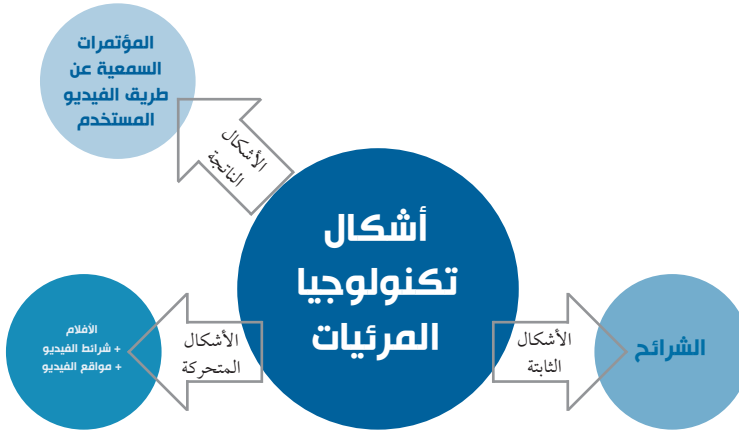 المؤتمرات
السمعية عن
طريق الفيديو
المستخدم
الأشكال
الناتجة
أشكال
تكنولوجيا
المرئيات
الأشكال
الثابتة
الشرائح
الأشكال
المتحركة
الأفلام
+ شرائط الفيديو
+ مواقع الفيديو